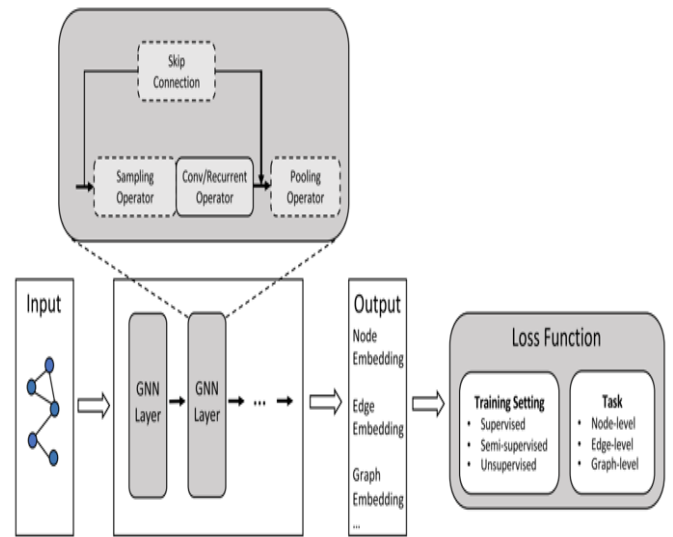 Skip
Connection
Sampling
Operator
Conv/Recurrent
Operator
Pooling
Operator
Input
GNN
Layer
GNN
Layer
...
Output
Node
Embedding
Edge
Embedding
Graph
Embedding
...
Loss Function
Training Setting
• Supervised
• Semi-supervised
• Unsupervised
Task
• Node-level
• Edge-level
• Graph-level